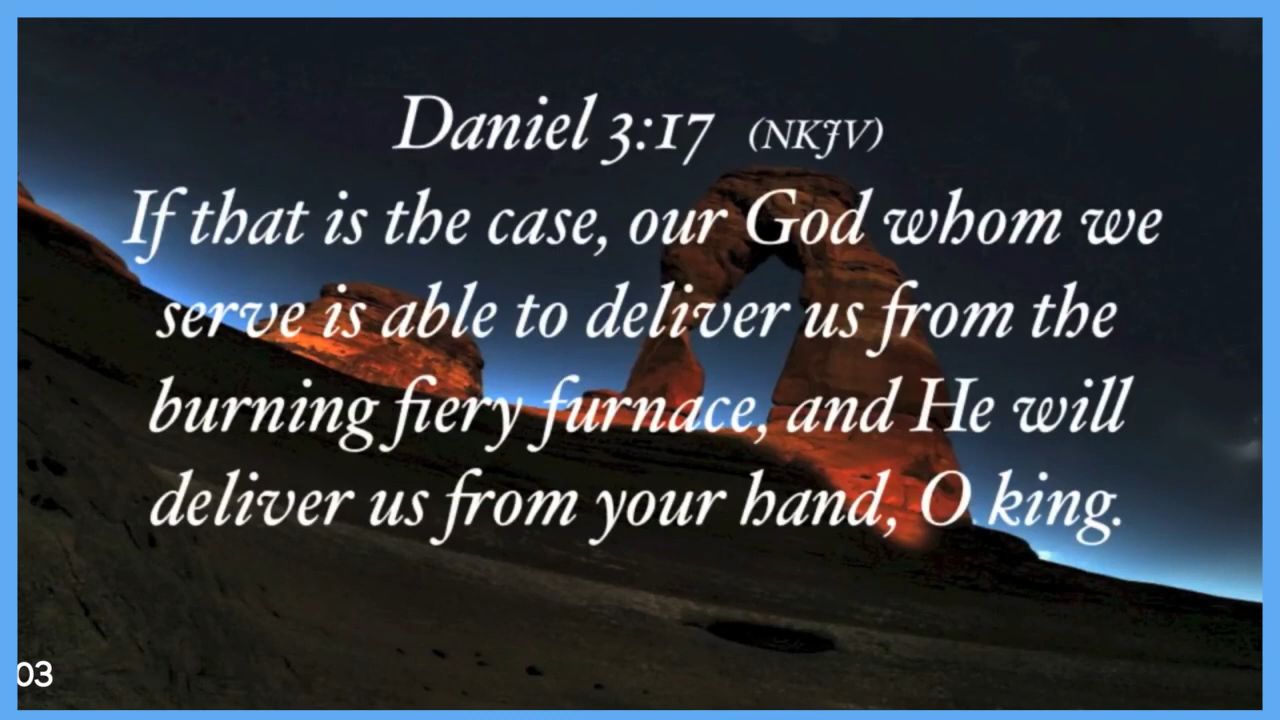 Daniel 3:17 (NKJV)
If that is the case, our God whom we
serve is able to deliver us from the
burning fiery furnace, and He will
deliver us from your hand, O king.
03